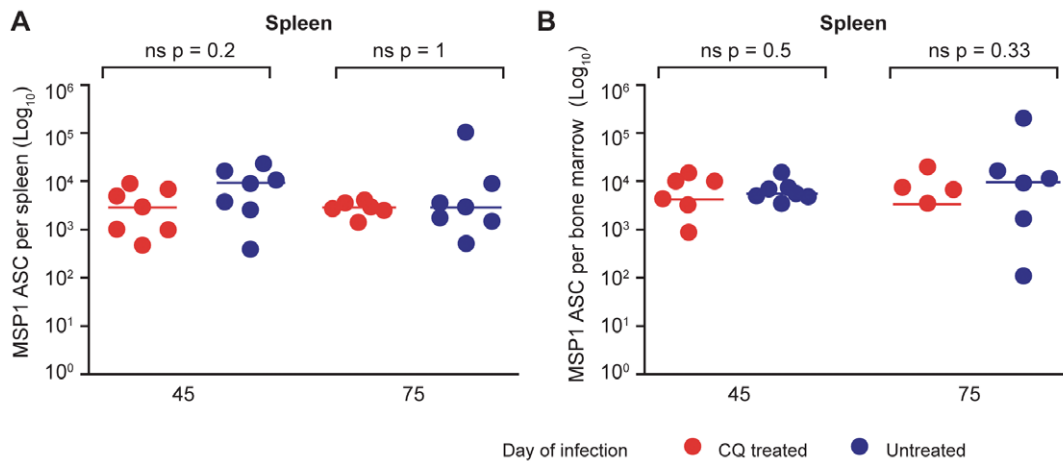 A
Spleen
ns p = 0.2
ns p = 1
MSP1 ASC per spleen (Log10)
10^6
10^5
10^4
10^3
10^2
10^1
10^0
45
75
B
Spleen
ns p = 0.5
ns p = 0.33
MSP1 ASC per bone marrow (Log10)
10^6
10^5
10^4
10^3
10^2
10^1
10^0
45
75
Day of infection
CQ treated
Untreated